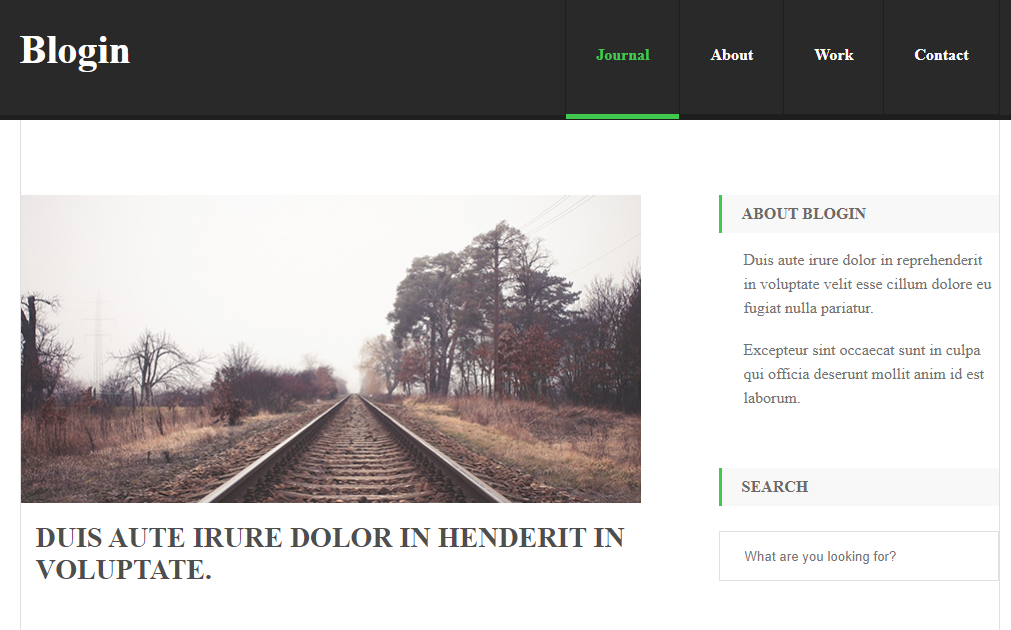 Blogin
Journal
About
Work
Contact
DUIS AUTE IRURE DOLOR IN HENDERIT IN
VOLUPTATE.
ABOUT BLOGIN
Duis aute irure dolor in reprehenderit
in voluptate velit esse cillum dolore eu
fugiat nulla pariatur.
Excepteur sint occaecat sunt in culpa
qui officia deserunt mollit anim id est
laborum.
SEARCH
What are you looking for?